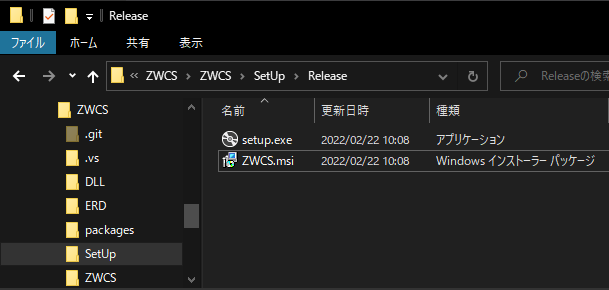 Release
ファイル ホーム 共有 表示
« ZWCS > ZWCS > SetUp > Release Releaseの検索
ZWCS
.git
.vs
DLL
ERD
packages
SetUp
ZWCS
名前 更新日時 種類
setup.exe 2022/02/22 10:08 アプリケーション
ZWCS.msi 2022/02/22 10:08 Windows インストーラー パッケージ